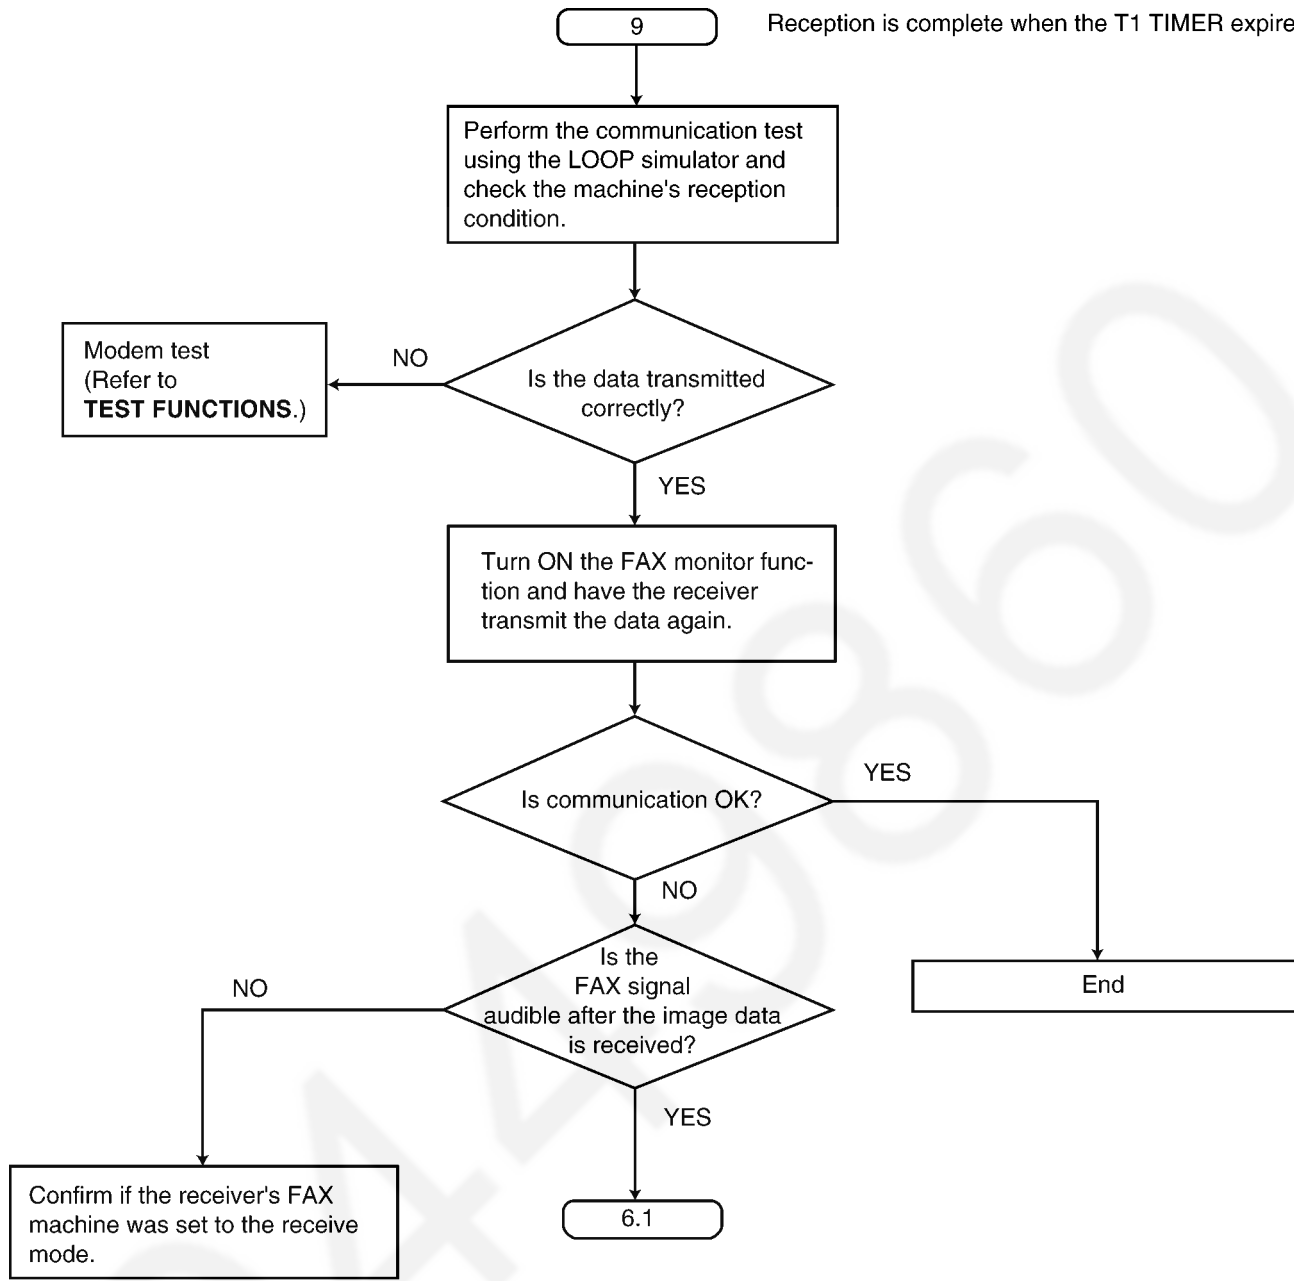 9
Reception is complete when the T1 TIMER expire
Perform the communication test
using the LOOP simulator and
check the machine's reception
condition.
Modem test
(Refer to
TEST FUNCTIONS.)
NO
Is the data transmitted
correctly?
YES
Turn ON the FAX monitor func-
tion and have the receiver
transmit the data again.
Is communication OK?
YES
NO
Is the
FAX signal
audible after the image data
is received?
NO
End
YES
Confirm if the receiver's FAX
machine was set to the receive
mode.
6.1